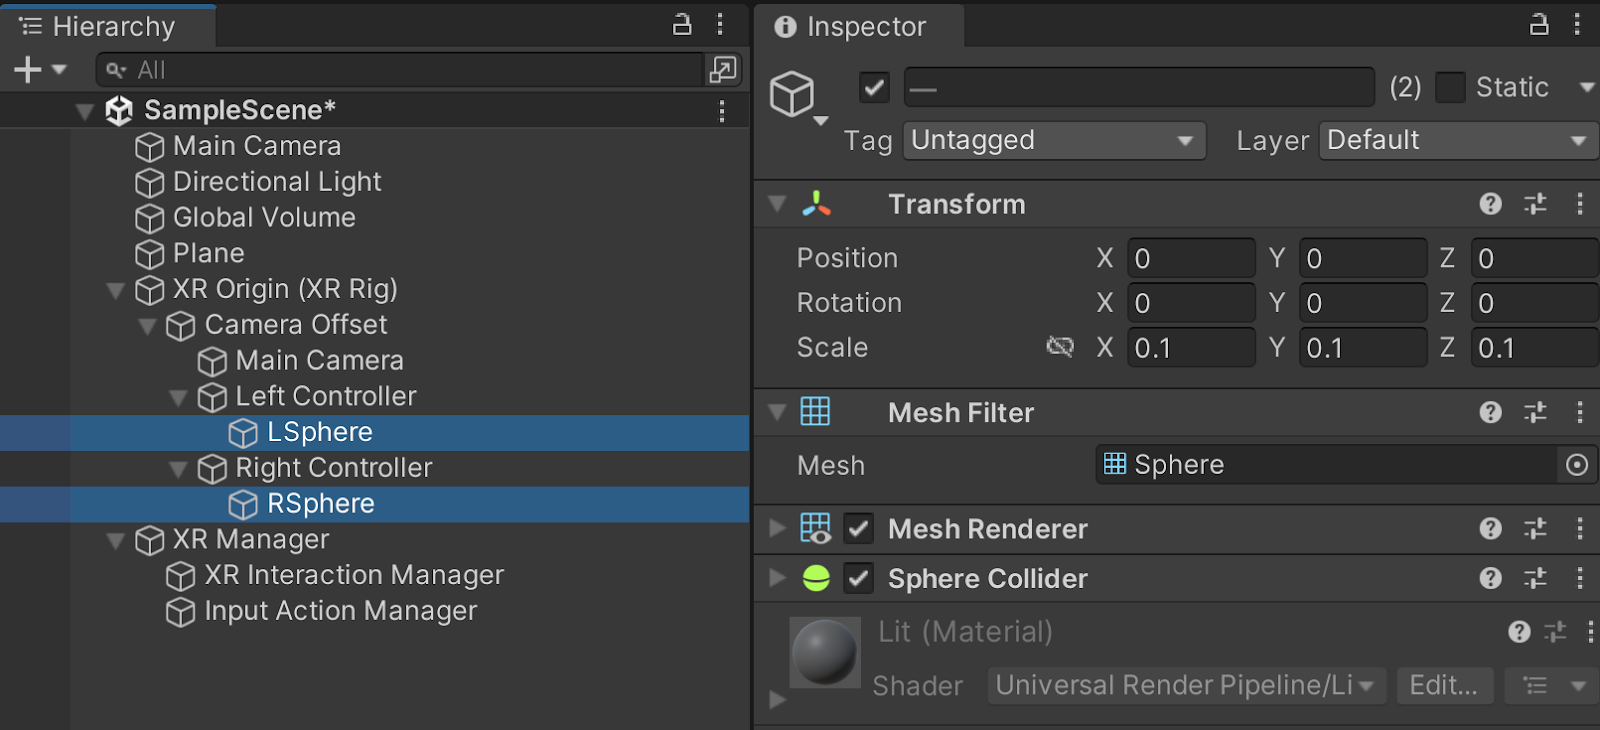 Hierarchy
All
SampleScene*
Main Camera
Directional Light
Global Volume
Plane
XR Origin (XR Rig)
Camera Offset
Main Camera
Left Controller
LSphere
Right Controller
RSphere
XR Manager
XR Interaction Manager
Input Action Manager
Inspector
— (2) Static
Tag Untagged Layer Default
Transform
Position X 0 Y 0 Z 0
Rotation X 0 Y 0 Z 0
Scale X 0.1 Y 0.1 Z 0.1
Mesh Filter
Mesh Sphere
Mesh Renderer
Sphere Collider
Lit (Material)
Shader Universal Render Pipeline/Li Edit...